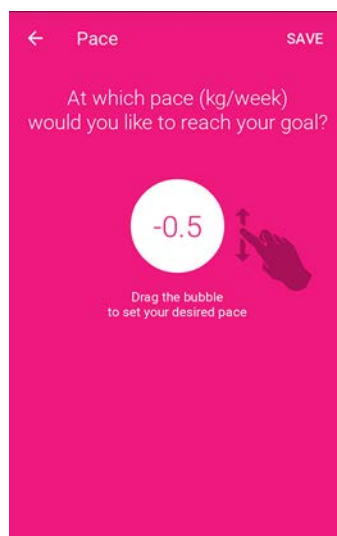 Pace SAVE
At which pace (kg/week)
would you like to reach your goal?
-0.5
Drag the bubble
to set your desired pace